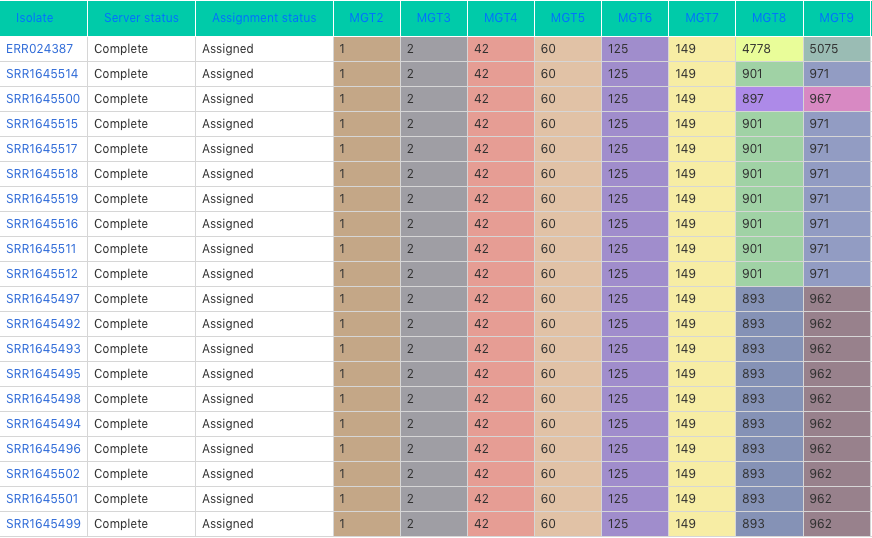 Isolate Server status Assignment status MGT2 MGT3 MGT4 MGT5 MGT6 MGT7 MGT8 MGT9
ERR024387 Complete Assigned 1 2 42 60 125 149 4778 5075
SRR1645514 Complete Assigned 1 2 42 60 125 149 901 971
SRR1645500 Complete Assigned 1 2 42 60 125 149 897 967
SRR1645515 Complete Assigned 1 2 42 60 125 149 901 971
SRR1645517 Complete Assigned 1 2 42 60 125 149 901 971
SRR1645518 Complete Assigned 1 2 42 60 125 149 901 971
SRR1645519 Complete Assigned 1 2 42 60 125 149 901 971
SRR1645516 Complete Assigned 1 2 42 60 125 149 901 971
SRR1645511 Complete Assigned 1 2 42 60 125 149 901 971
SRR1645512 Complete Assigned 1 2 42 60 125 149 901 971
SRR1645497 Complete Assigned 1 2 42 60 125 149 893 962
SRR1645492 Complete Assigned 1 2 42 60 125 149 893 962
SRR1645493 Complete Assigned 1 2 42 60 125 149 893 962
SRR1645495 Complete Assigned 1 2 42 60 125 149 893 962
SRR1645498 Complete Assigned 1 2 42 60 125 149 893 962
SRR1645494 Complete Assigned 1 2 42 60 125 149 893 962
SRR1645496 Complete Assigned 1 2 42 60 125 149 893 962
SRR1645502 Complete Assigned 1 2 42 60 125 149 893 962
SRR1645501 Complete Assigned 1 2 42 60 125 149 893 962
SRR1645499 Complete Assigned 1 2 42 60 125 149 893 962